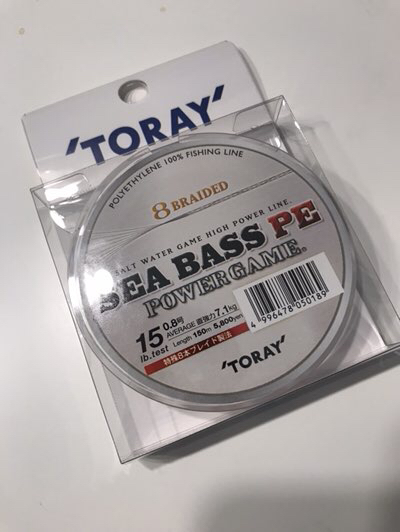 'TORAY'
POLYETHYLENE 100% FISHING LINE
8 BRAIDED
SALT WATER GAME HIGH POWER LINE.
SEA BASS PE
POWERGAME®
15 lb.test
0.8号
AVERAGE 直強力 7.1kg
Length 150m 5,800yen
特殊8本ブレイド製法
4 996478 050189
'TORAY'